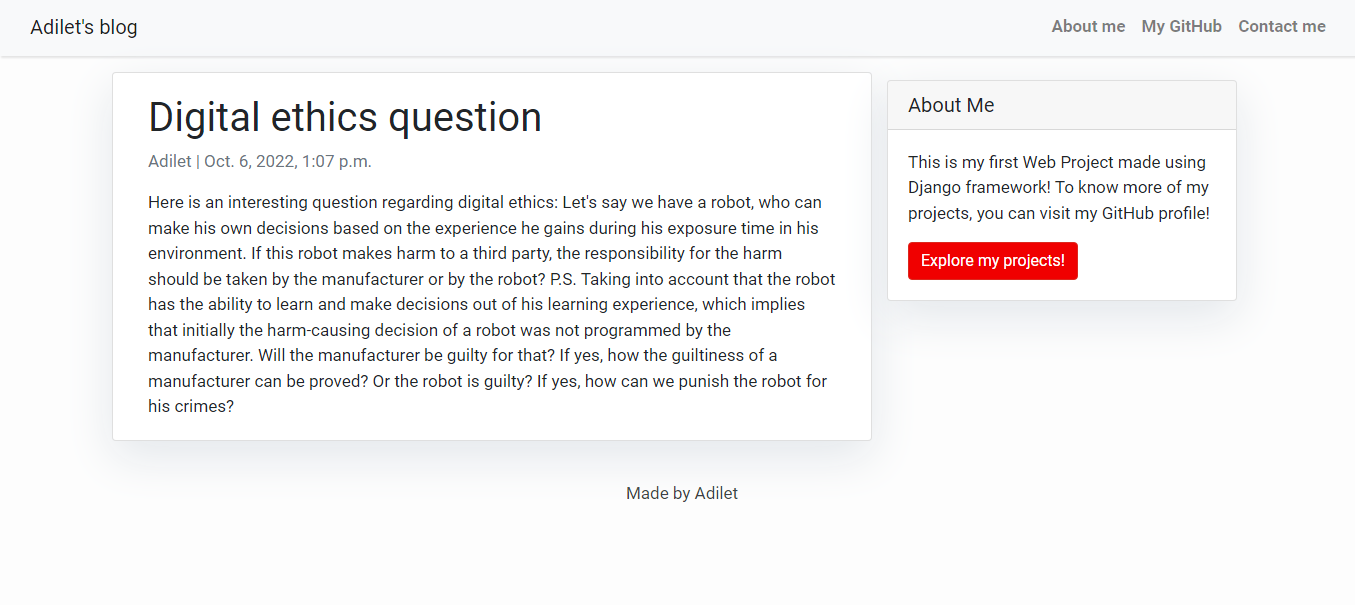 Adilet's blog
About me My GitHub Contact me
Digital ethics question
Adilet | Oct. 6, 2022, 1:07 p.m.
Here is an interesting question regarding digital ethics: Let's say we have a robot, who can
make his own decisions based on the experience he gains during his exposure time in his
environment. If this robot makes harm to a third party, the responsibility for the harm
should be taken by the manufacturer or by the robot? P.S. Taking into account that the robot
has the ability to learn and make decisions out of his learning experience, which implies
that initially the harm-causing decision of a robot was not programmed by the
manufacturer. Will the manufacturer be guilty for that? If yes, how the guiltiness of a
manufacturer can be proved? Or the robot is guilty? If yes, how can we punish the robot for
his crimes?
About Me
This is my first Web Project made using
Django framework! To know more of my
projects, you can visit my GitHub profile!
Explore my projects!
Made by Adilet